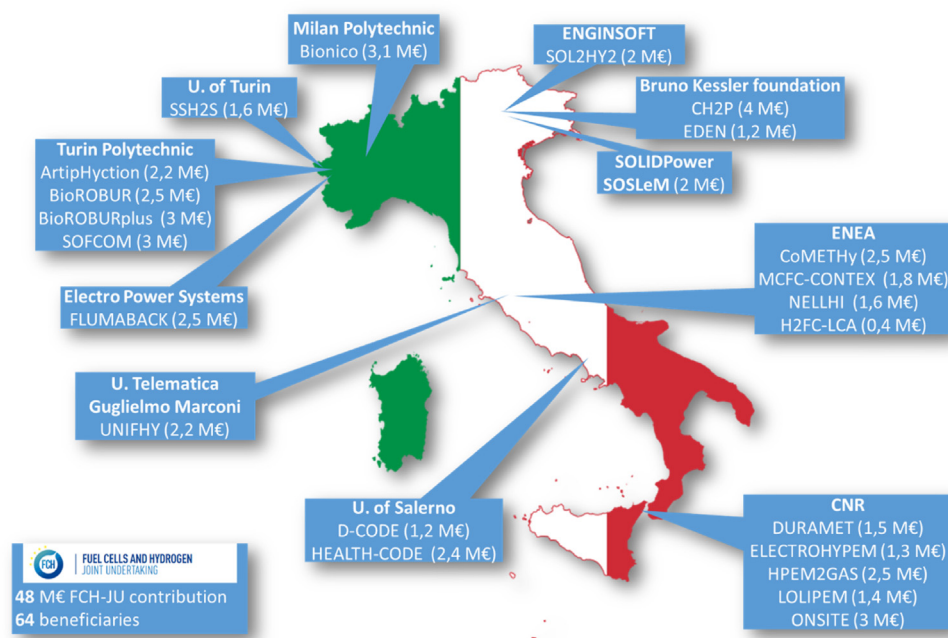 Milan Polytechnic
Bionico (3,1 M€)
ENGINSOFT
SOL2HY2 (2 M€)
U. of Turin
SSH2S (1,6 M€)
Bruno Kessler foundation
CH2P (4 M€)
EDEN (1,2 M€)
Turin Polytechnic
ArtipHyction (2,2 M€)
BioROBUR (2,5 M€)
BioROBURplus (3 M€)
SOFCOM (3 M€)
SOLIDPower
SOSLeM (2 M€)
ENEA
CoMETHy (2,5 M€)
MCFC-CONTEX (1,8 M€)
NELLHI (1,6 M€)
H2FC-LCA (0,4 M€)
Electro Power Systems
FLUMABACK (2,5 M€)
U. Telematica
Guglielmo Marconi
UNIFHY (2,2 M€)
U. of Salerno
D-CODE (1,2 M€)
HEALTH-CODE (2,4 M€)
CNR
DURAMET (1,5 M€)
ELECTROHYPEM (1,3 M€)
HPEM2GAS (2,5 M€)
LOLIPEM (1,4 M€)
ONSITE (3 M€)
FCH
FUEL CELLS AND HYDROGEN
JOINT UNDERTAKING
48 M€ FCH-JU contribution
64 beneficiaries